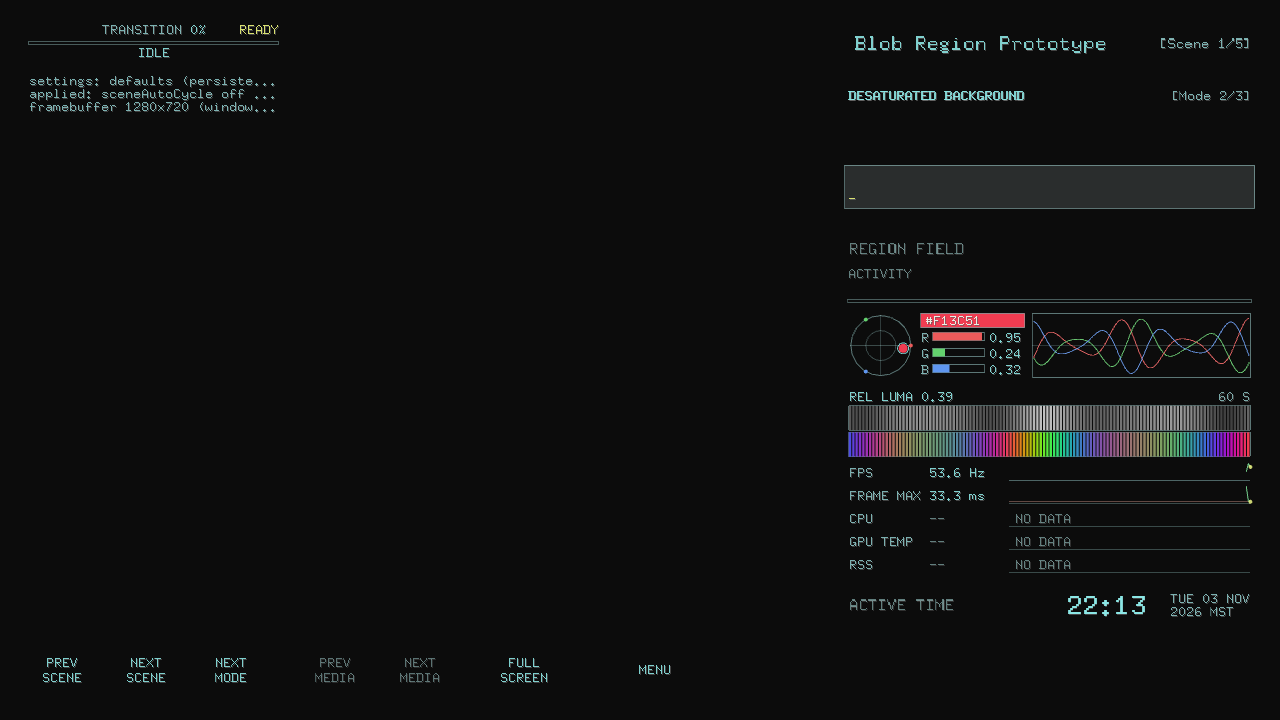 TRANSITION 0% READY
IDLE
settings: defaults (persiste...
applied: sceneAutoCycle off ...
framebuffer 1280x720 (window...
Blob Region Prototype [Scene 1/5]
DESATURATED BACKGROUND [Mode 2/3]
_
REGION FIELD
ACTIVITY
#F13C51
R 0.95
G 0.24
B 0.32
REL LUMA 0.39 60 S
FPS 53.6 Hz
FRAME MAX 33.3 ms
CPU -- NO DATA
GPU TEMP -- NO DATA
RSS -- NO DATA
ACTIVE TIME 22:13 TUE 03 NOV
2026 MST
PREV SCENE
NEXT SCENE
NEXT MODE
PREV MEDIA
NEXT MEDIA
FULL SCREEN
MENU